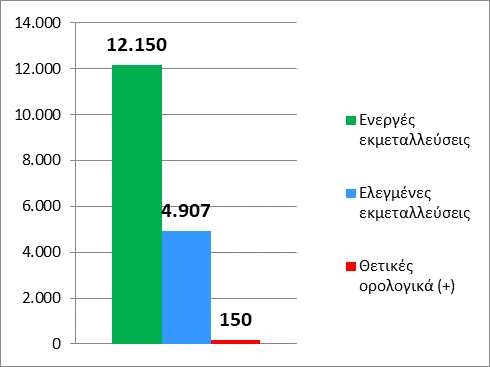 14.000
12.000
10.000
8.000
6.000
4.000
2.000
0
12.150
4.907
150
Ενεργές
εκμεταλλεύσεις
Ελεγμένες
εκμεταλλεύσεις
Θετικές
ορολογικά (+)